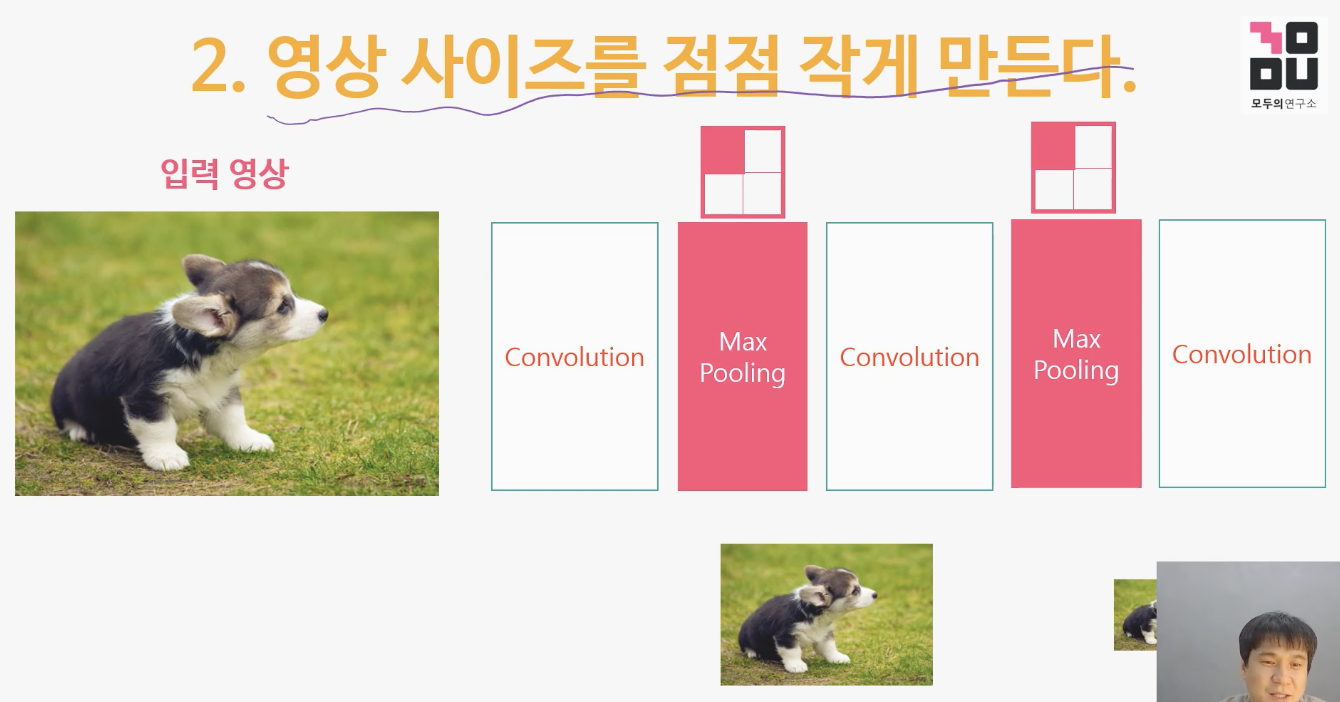 2. 영상 사이즈를 점점 작게 만든다.
모두의연구소
입력 영상
Convolution
Max
Pooling
Convolution
Max
Pooling
Convolution